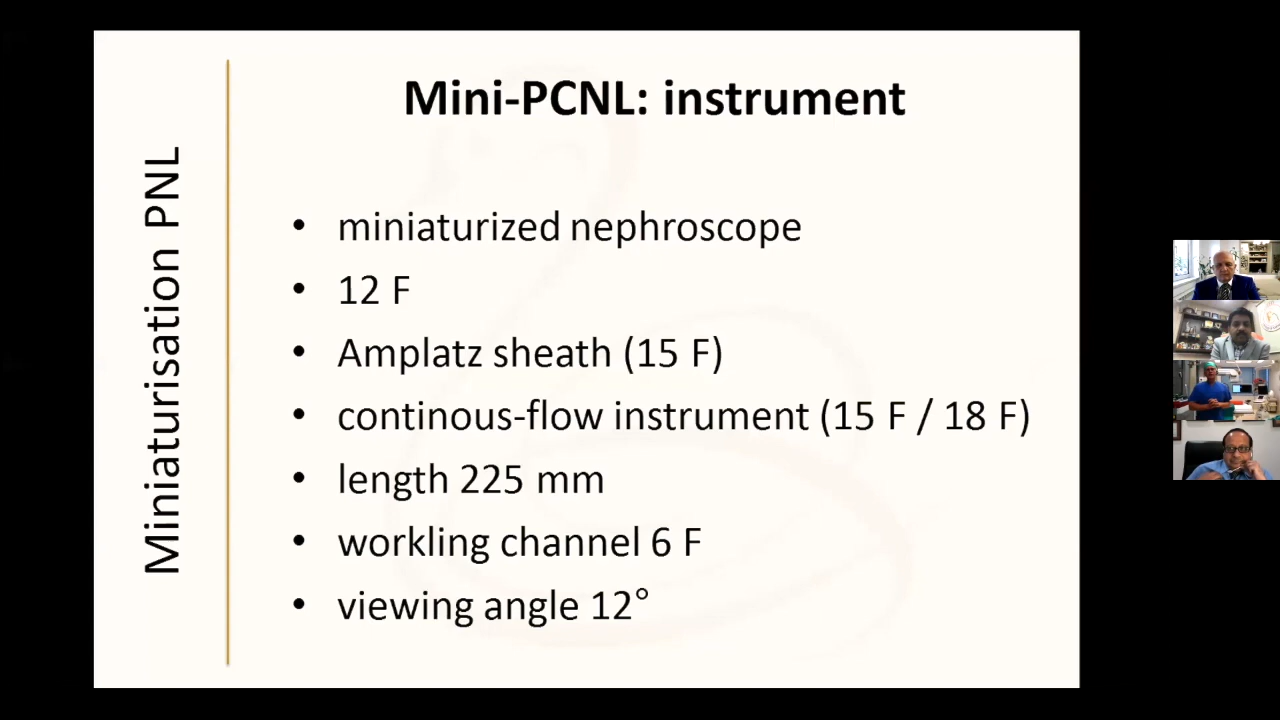 Mini-PCNL: instrument
Miniaturisation PNL
• miniaturized nephroscope
• 12 F
• Amplatz sheath (15 F)
• continous-flow instrument (15 F / 18 F)
• length 225 mm
• workling channel 6 F
• viewing angle 12°